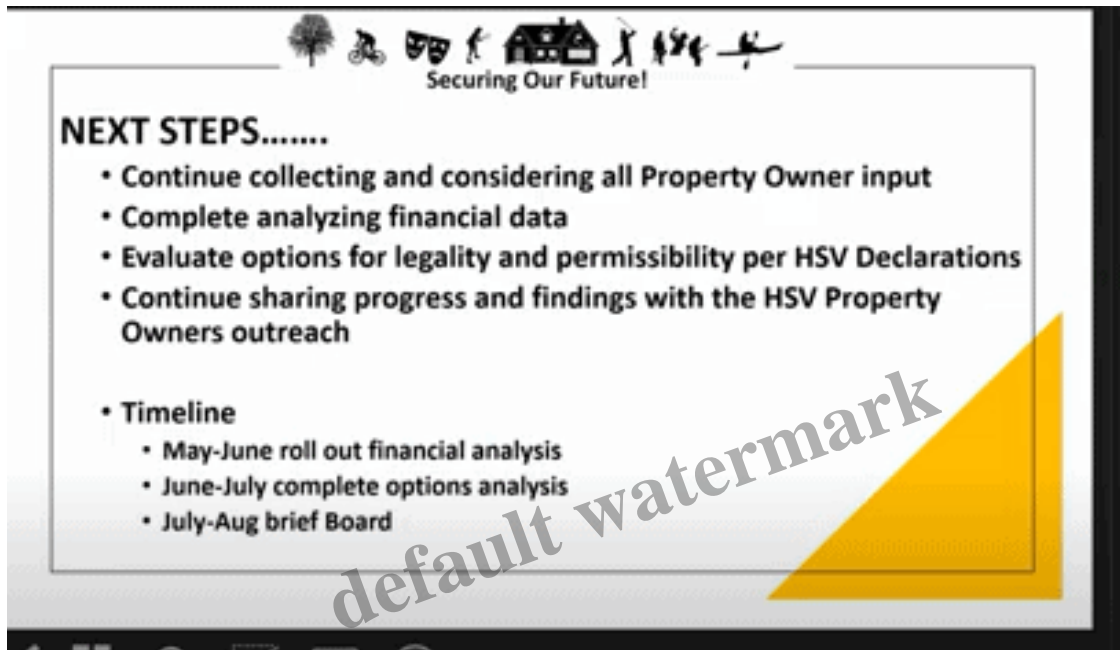 Securing Our Future!
NEXT STEPS.......
• Continue collecting and considering all Property Owner input
• Complete analyzing financial data
• Evaluate options for legality and permissibility per HSV Declarations
• Continue sharing progress and findings with the HSV Property
Owners outreach
• Timeline
• May-June roll out financial analysis
• June-July complete options analysis
• July-Aug brief Board
default watermark